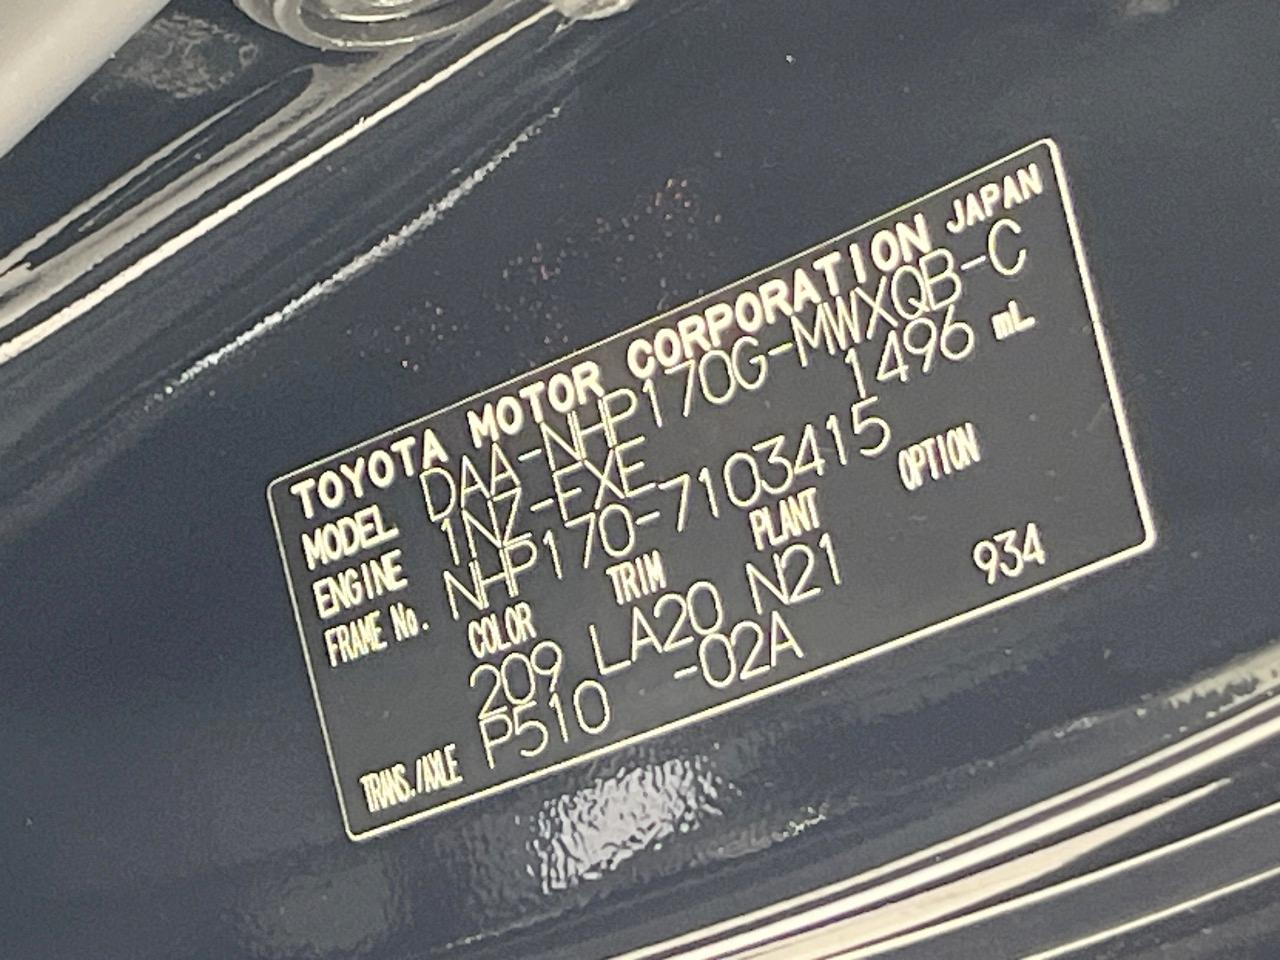 TOYOTA MOTOR CORPORATION JAPAN
MODEL DAA-NHP170G-MWXQB-C
ENGINE 1NZ-FXE 1496 mL
FRAME No. NHP170-7103415
COLOR TRIM PLANT OPTION
209 LA20 N21 934
TRANS./AXLE P510 -02A